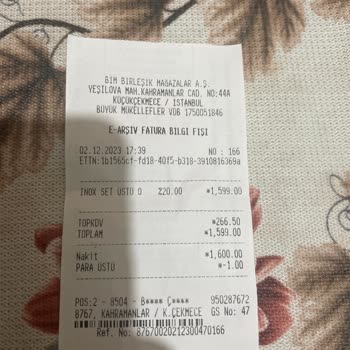 BİM BİRLEŞİK MAĞAZALAR A.Ş.
YEŞİLOVA MAH.KAHRAMANLAR CAD. NO:44A
KÜÇÜKÇEKMECE / İSTANBUL
BÜYÜK MÜKELLEFLER VDB 1750051846
E-ARŞİV FATURA BİLGİ FİŞİ
02.12.2023 17:39 NO : 166
ETTN:1b1565cf-fd18-40f5-b318-3910816369a
INOX SET ÜSTÜ O %20.00 *1,599.00
TOPKDV *266.50
TOPLAM *1,599.00
Nakit *1,600.00
PARA ÜSTÜ *-1.00
POS:2 - 8504 - B**** Ç**** 950287672
8767, KAHRAMANLAR / K.ÇEKMECE GS No: 47
Ref. No: 87670020212300470166